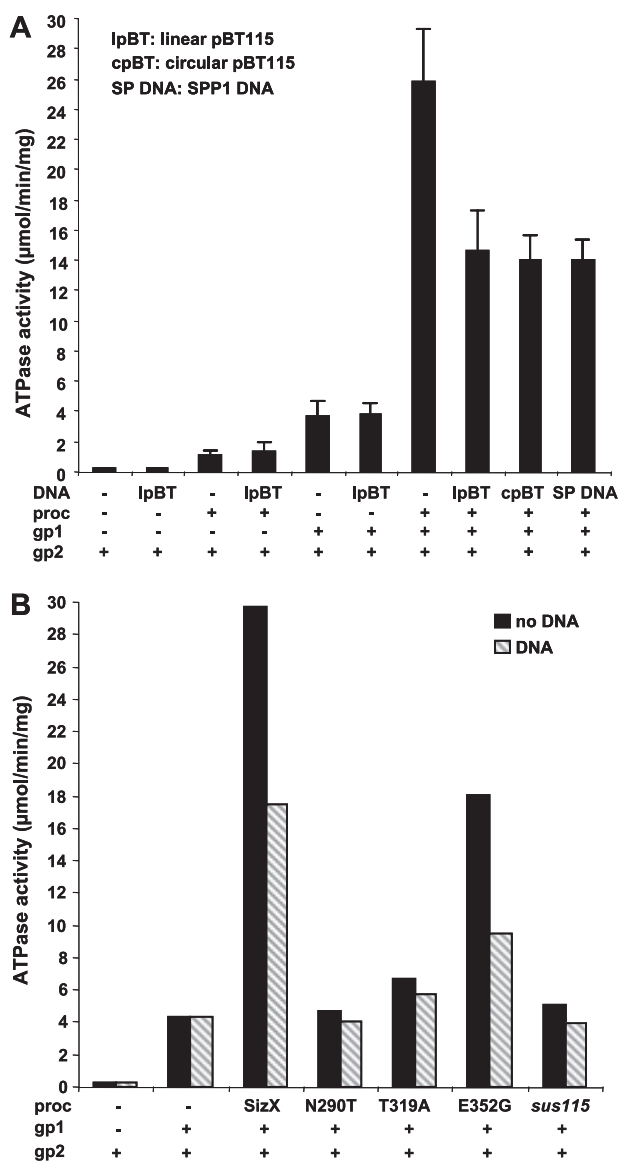 A
lpBT: linear pBT115
cpBT: circular pBT115
SP DNA: SPP1 DNA
ATPase activity (µmol/min/mg)
30
28
26
24
22
20
18
16
14
12
10
8
6
4
2
0
DNA - lpBT - lpBT - lpBT - lpBT cpBT SP DNA
proc - - + + - - + + + +
gp1 - - - - + + + + + +
gp2 + + + + + + + + + +
B
no DNA
DNA
ATPase activity (µmol/min/mg)
30
28
26
24
22
20
18
16
14
12
10
8
6
4
2
0
proc - - SizX N290T T319A E352G sus115
gp1 - + + + + + +
gp2 + + + + + + +